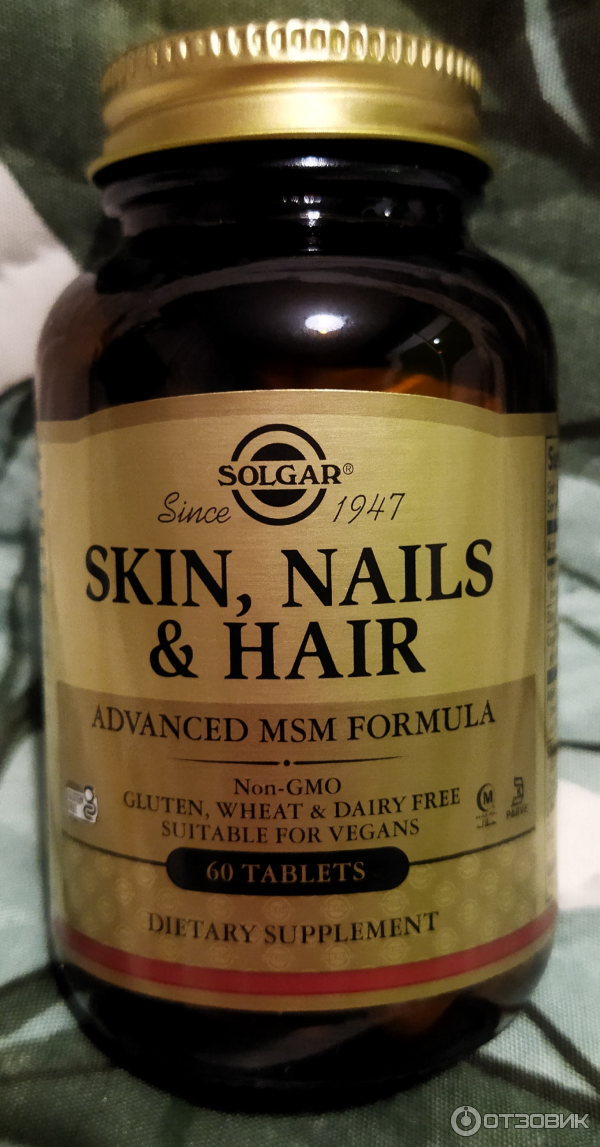 SOLGAR®
Since 1947
SKIN, NAILS
& HAIR
ADVANCED MSM FORMULA
Non-GMO
GLUTEN, WHEAT & DAIRY FREE
SUITABLE FOR VEGANS
M
PARVE
60 TABLETS
DIETARY SUPPLEMENT
ОТЗОВИК